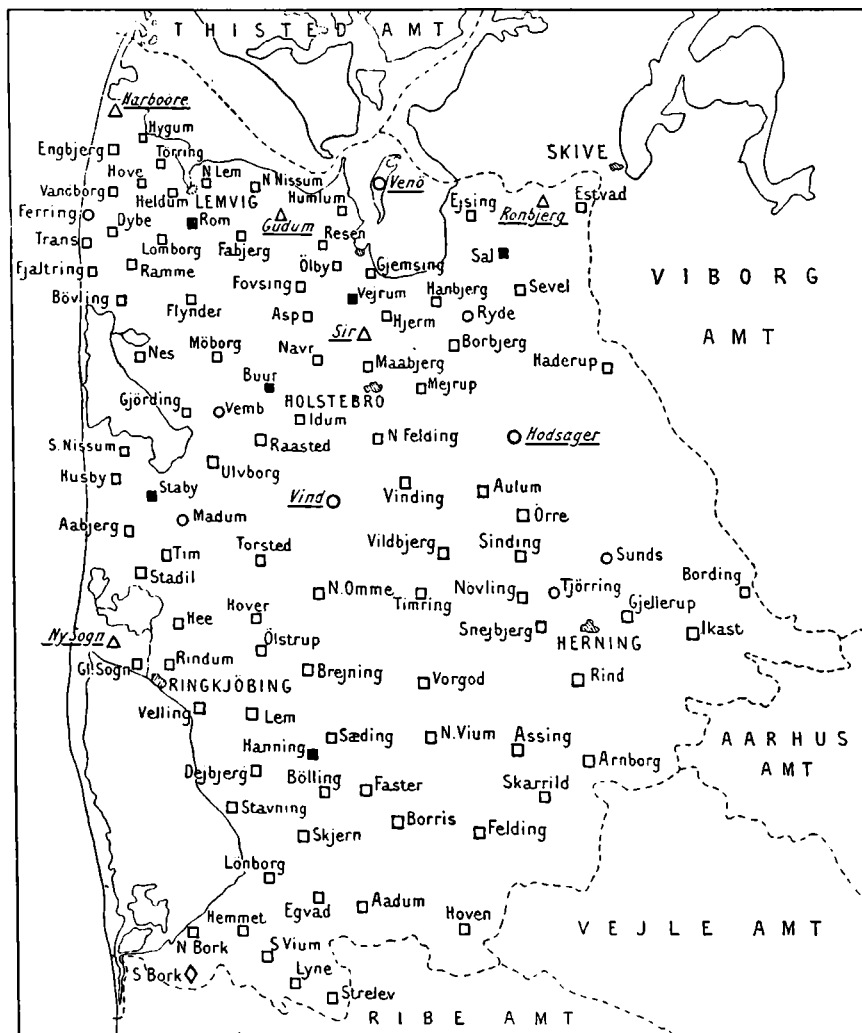 THISTED AMT
Harboøre
Hygum
Engbjerg
Torring
SKIVE
Hove
N Lem
N Nissum
Venö
Vandborg
Heldum
LEMVIG
Humlum
Ejsing
Ronbjerg
Estvad
Ferring
Dybe
Rom
Gudum
Trans
Lomborg
Fabjerg
Resen
Sal
Fjaltring
Ramme
Ölby
Gjemsing
VIBORG
Bövling
Flynder
Fovsing
Vejrum
Hanbjerg
Sevel
Asp
Hjerm
Ryde
AMT
Sir
Nes
Möborg
Navr
Borbjerg
Maabjerg
Haderup
Buur
Mejrup
HOLSTEBRO
Gjörding
Vemb
Idum
S. Nissum
Raasted
N Felding
Hodsager
Husby
Ulvborg
Staby
Vind
Vinding
Aulum
Aabjerg
Madum
Örre
Tim
Torsted
Vildbjerg
Sinding
Sunds
Stadil
N. Omme
Timring
Növling
Tjörring
Bording
Hee
Hover
Gjellerup
Ny Sogn
Ölstrup
Snejbjerg
HERNING
Ikast
Gl. Sogn
Rindum
RINGKJÖBING
Brejning
Vorgod
Rind
Velling
Lem
Hanning
Sæding
N. Vium
Assing
AARHUS
Arnborg
AMT
Dejbjerg
Bölling
Faster
Skarrild
Stavning
Skjern
Borris
Felding
Lönborg
Egvad
Aadum
Hoven
VEJLE AMT
Hemmet
N Bork
S Vium
S Bork
Lyne
Strelev
RIBE AMT